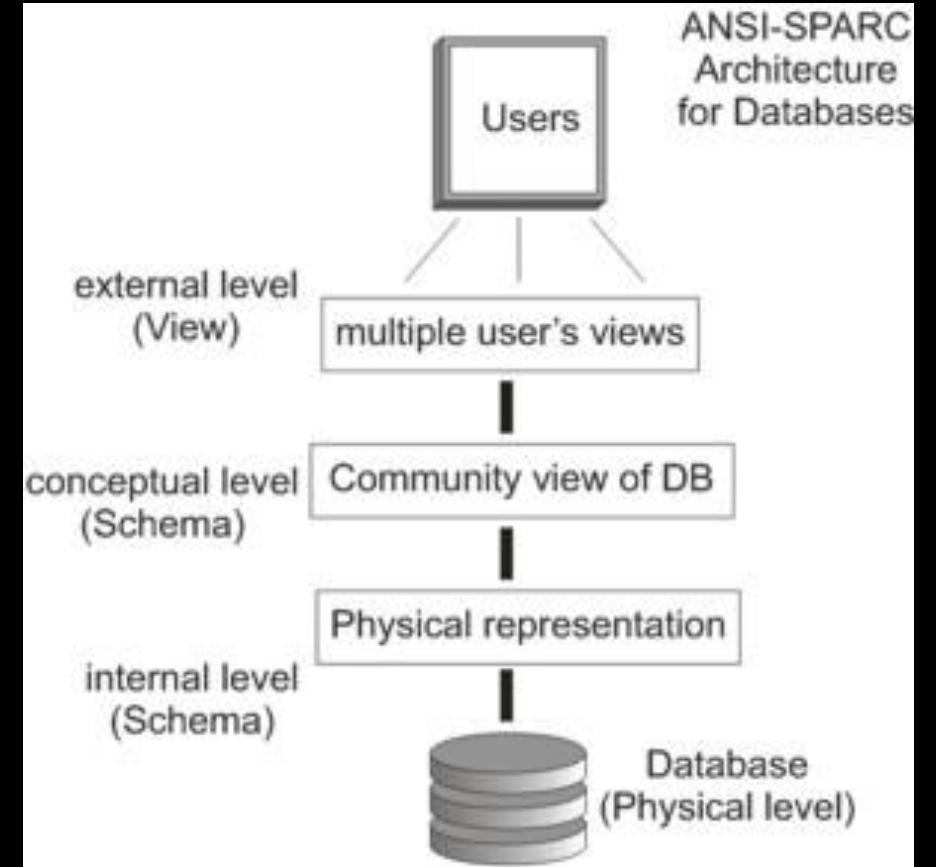 ANSI-SPARC
Architecture
for Databases
Users
external level
(View)
multiple user's views
conceptual level
(Schema)
Community view of DB
Physical representation
internal level
(Schema)
Database
(Physical level)